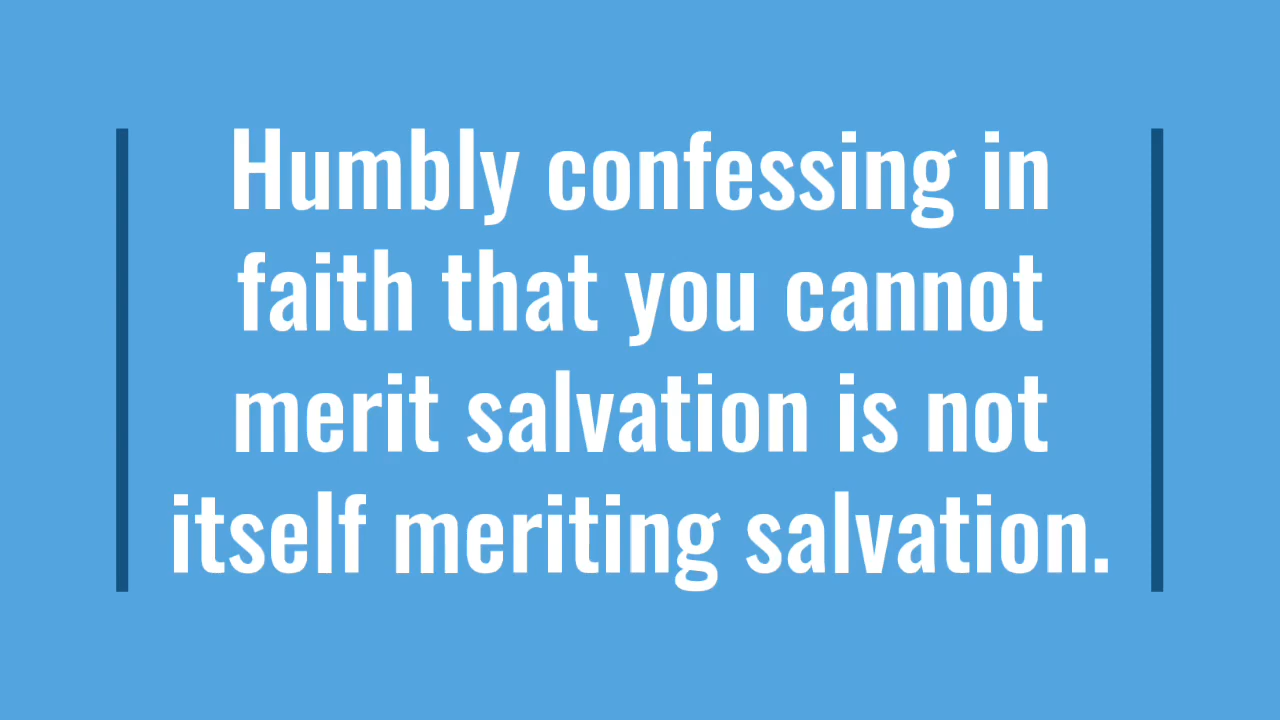 Humbly confessing in
faith that you cannot
merit salvation is not
itself meriting salvation.